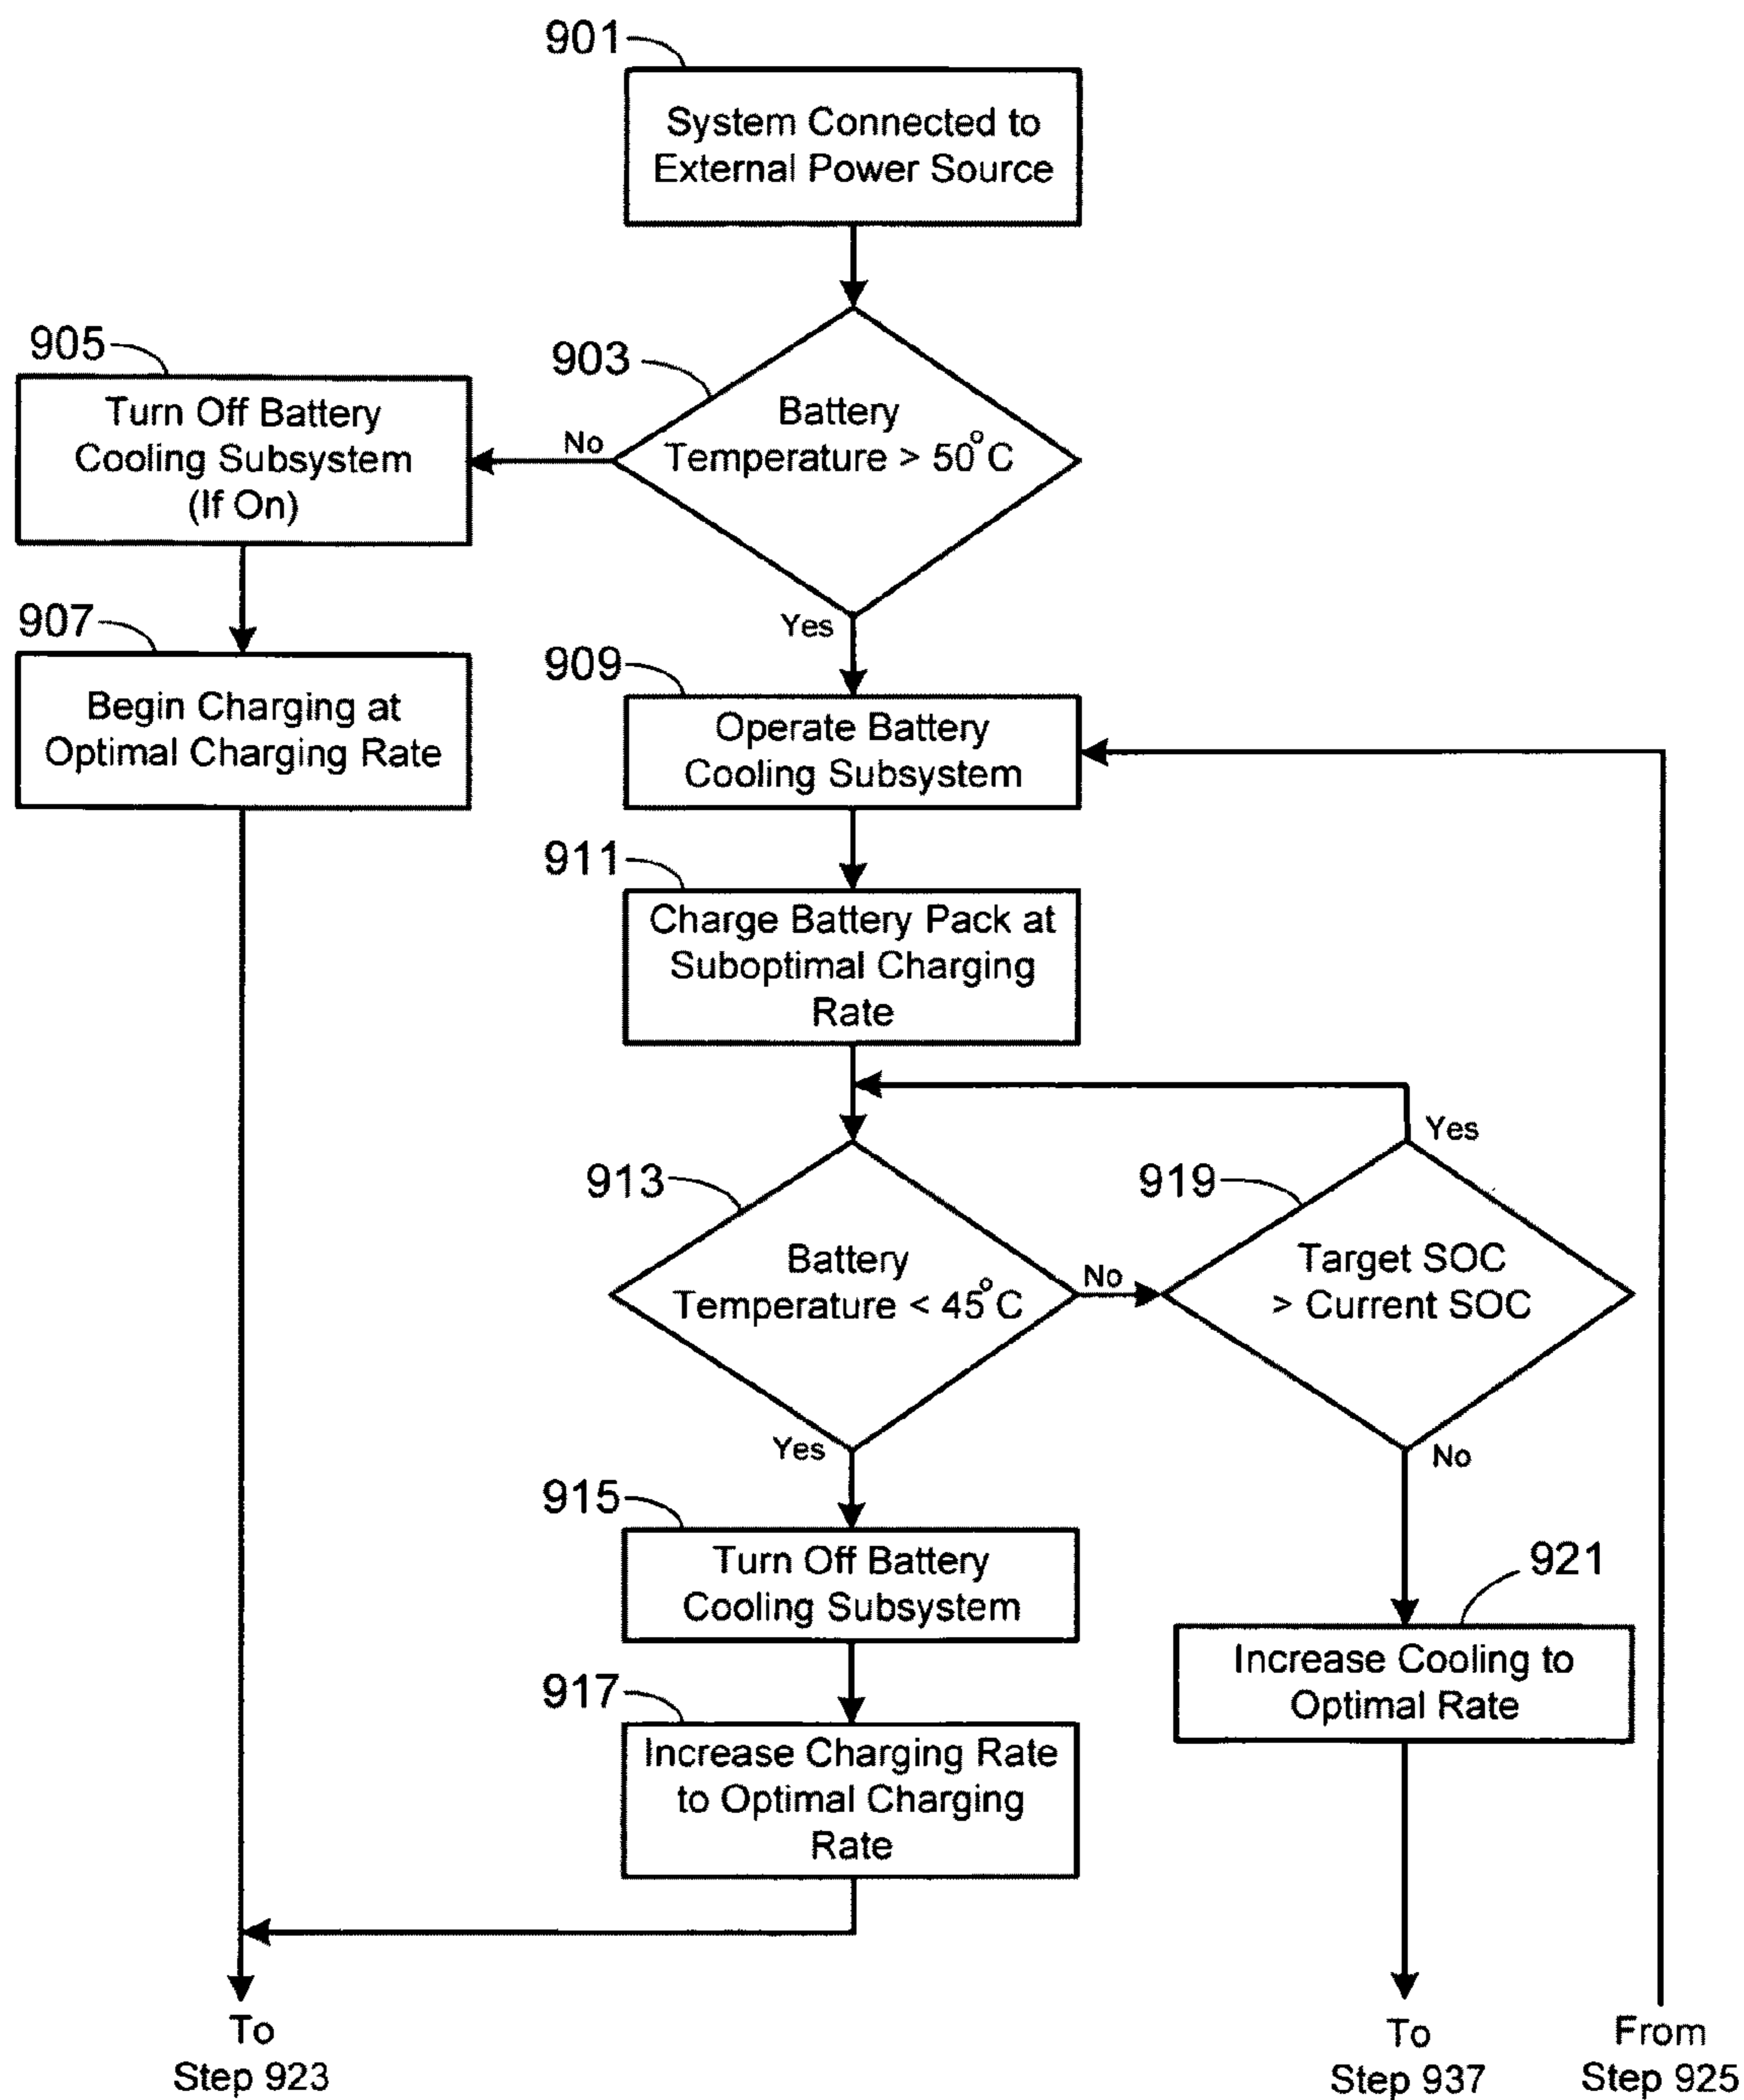 901
System Connected to
External Power Source
903
Battery
Temperature > 50°C
No
Yes
905
Turn Off Battery
Cooling Subsystem
(If On)
907
Begin Charging at
Optimal Charging Rate
909
Operate Battery
Cooling Subsystem
911
Charge Battery Pack at
Suboptimal Charging
Rate
913
Battery
Temperature < 45°C
No
Yes
919
Target SOC
> Current SOC
Yes
No
915
Turn Off Battery
Cooling Subsystem
917
Increase Charging Rate
to Optimal Charging
Rate
921
Increase Cooling to
Optimal Rate
To
Step 923
To
Step 937
From
Step 925